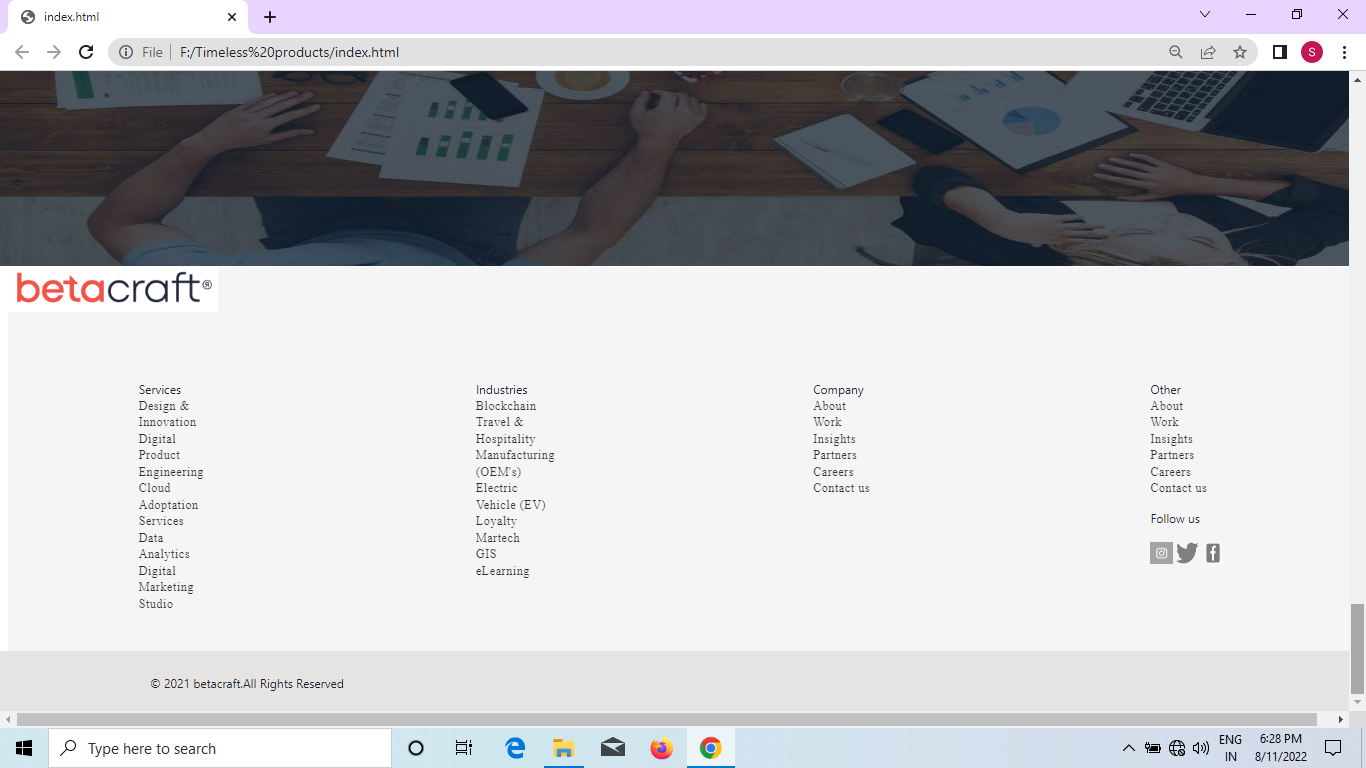 index.html
File
F:/Timeless%20products/index.html
S
betacraft®
Services
Design &
Innovation
Digital
Product
Engineering
Cloud
Adoptation
Services
Data
Analytics
Digital
Marketing
Studio
Industries
Blockchain
Travel &
Hospitality
Manufacturing
(OEM's)
Electric
Vehicle (EV)
Loyalty
Martech
GIS
eLearning
Company
About
Work
Insights
Partners
Careers
Contact us
Other
About
Work
Insights
Partners
Careers
Contact us
Follow us
© 2021 betacraft.All Rights Reserved
Type here to search
ENG
IN
6:28 PM
8/11/2022